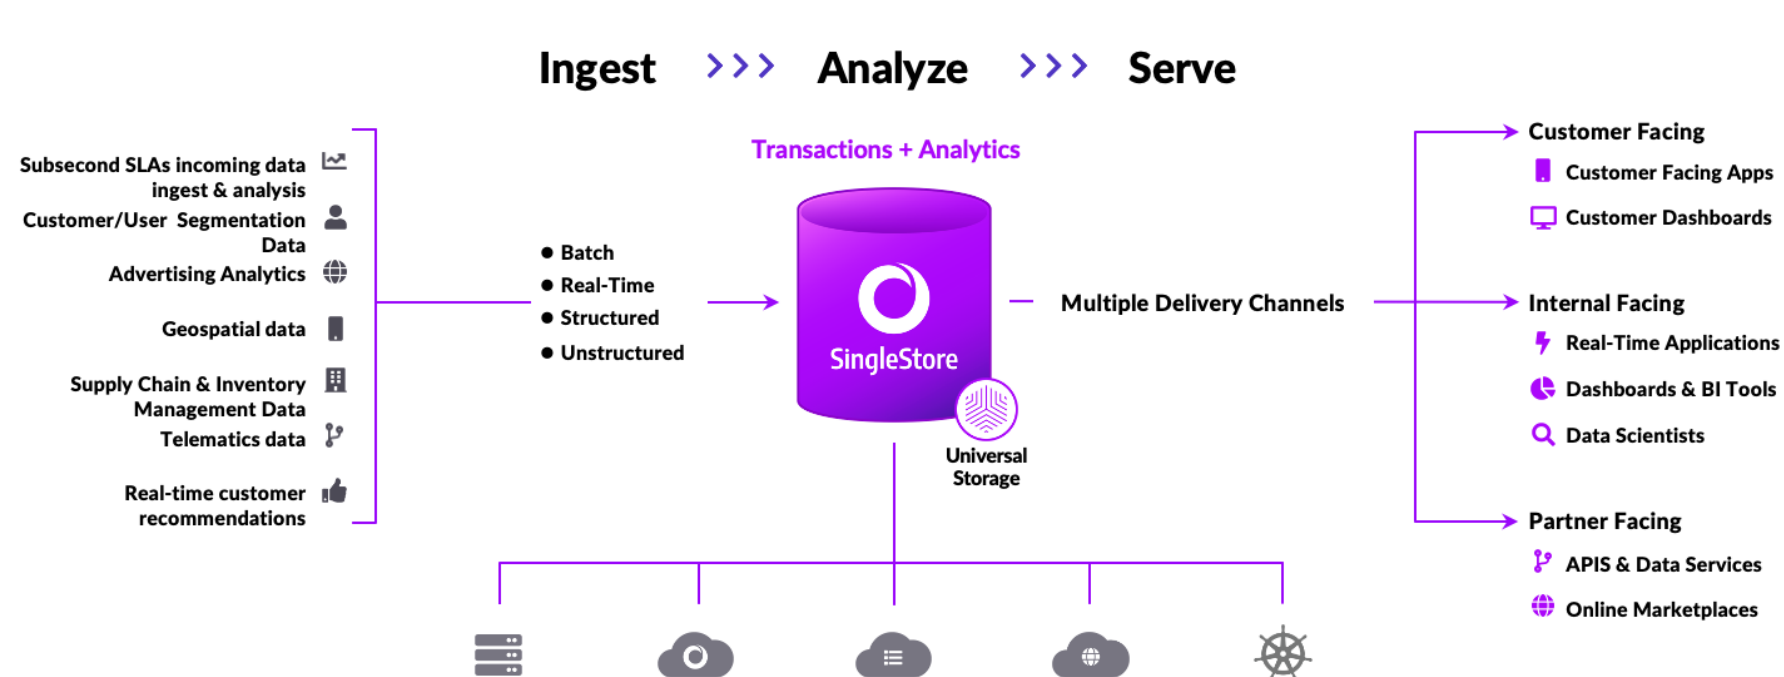 Ingest >>> Analyze >>> Serve
Transactions + Analytics
Subsecond SLAs incoming data
ingest & analysis
Customer/User Segmentation
Data
Advertising Analytics
Geospatial data
Supply Chain & Inventory
Management Data
Telematics data
Real-time customer
recommendations
● Batch
● Real-Time
● Structured
● Unstructured
SingleStore
Universal
Storage
Multiple Delivery Channels
Customer Facing
Customer Facing Apps
Customer Dashboards
Internal Facing
Real-Time Applications
Dashboards & BI Tools
Data Scientists
Partner Facing
APIS & Data Services
Online Marketplaces